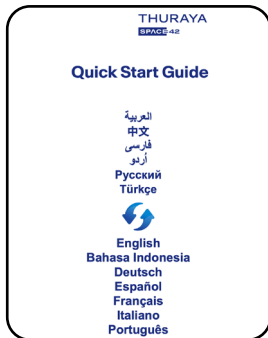 THURAYA
SPACE42
Quick Start Guide
العربية
中文
فارسی
أردو
Русский
Türkçe
English
Bahasa Indonesia
Deutsch
Español
Français
Italiano
Português